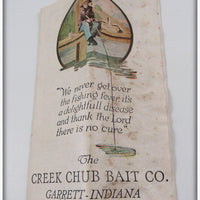 "We never get over
the fishing fever it's
a delightfull disease
and thank the Lord
there is no cure"
The
CREEK CHUB BAIT CO.
GARRETT-INDIANA